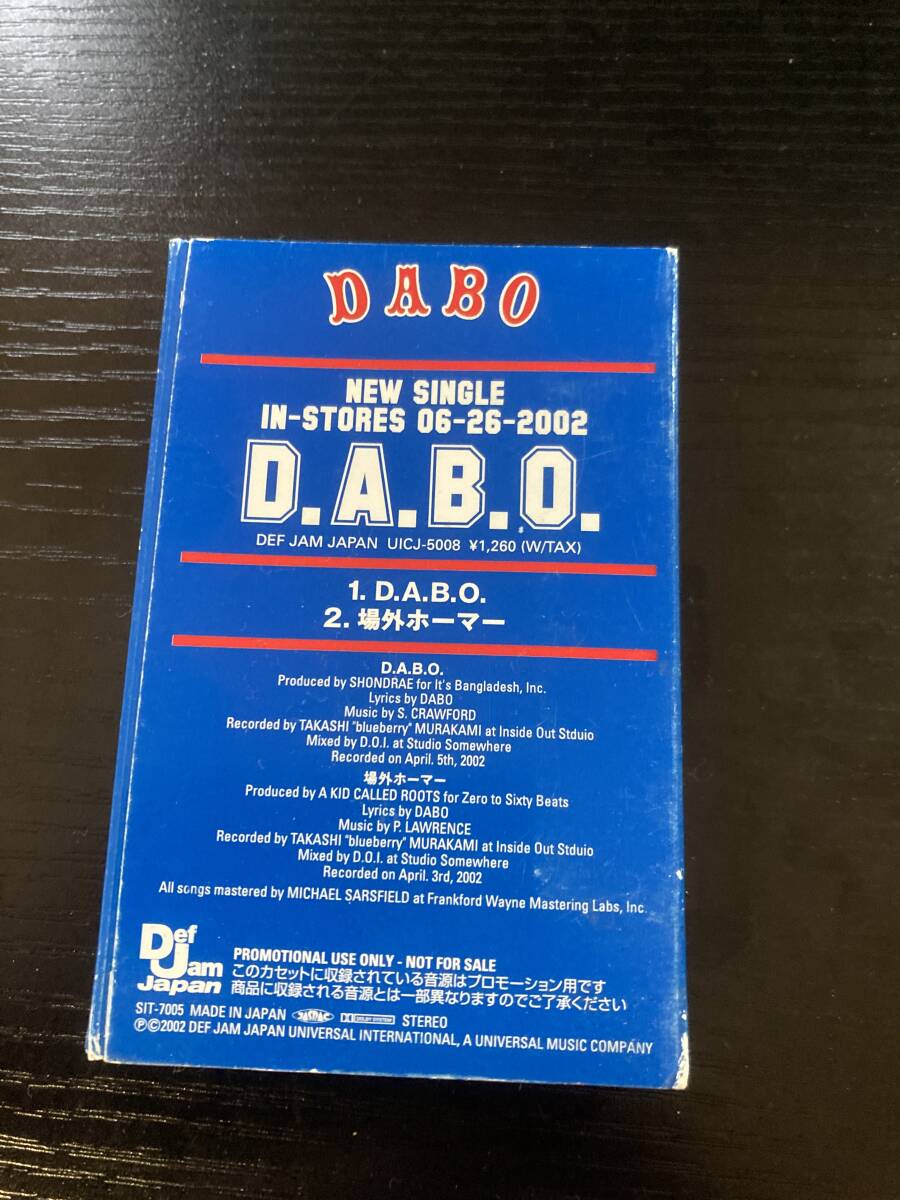 DABO
NEW SINGLE
IN-STORES 06-26-2002
D.A.B.O.
DEF JAM JAPAN UICJ-5008 ¥1,260 (W/TAX)
1. D.A.B.O.
2. 場外ホーマー
D.A.B.O.
Produced by SHONDRAE for It's Bangladesh, Inc.
Lyrics by DABO
Music by S. CRAWFORD
Recorded by TAKASHI "blueberry" MURAKAMI at Inside Out Stduio
Mixed by D.O.I. at Studio Somewhere
Recorded on April. 5th, 2002
場外ホーマー
Produced by A KID CALLED ROOTS for Zero to Sixty Beats
Lyrics by DABO
Music by P. LAWRENCE
Recorded by TAKASHI "blueberry" MURAKAMI at Inside Out Stduio
Mixed by D.O.I. at Studio Somewhere
Recorded on April. 3rd, 2002
All songs mastered by MICHAEL SARSFIELD at Frankford Wayne Mastering Labs, Inc.
Def
Jam
Japan
PROMOTIONAL USE ONLY - NOT FOR SALE
このカセットに収録されている音源はプロモーション用です
商品に収録される音源とは一部異なりますのでご了承ください
SIT-7005 MADE IN JAPAN JASRAC DOLBY SYSTEM STEREO
Ⓟ©2002 DEF JAM JAPAN UNIVERSAL INTERNATIONAL, A UNIVERSAL MUSIC COMPANY